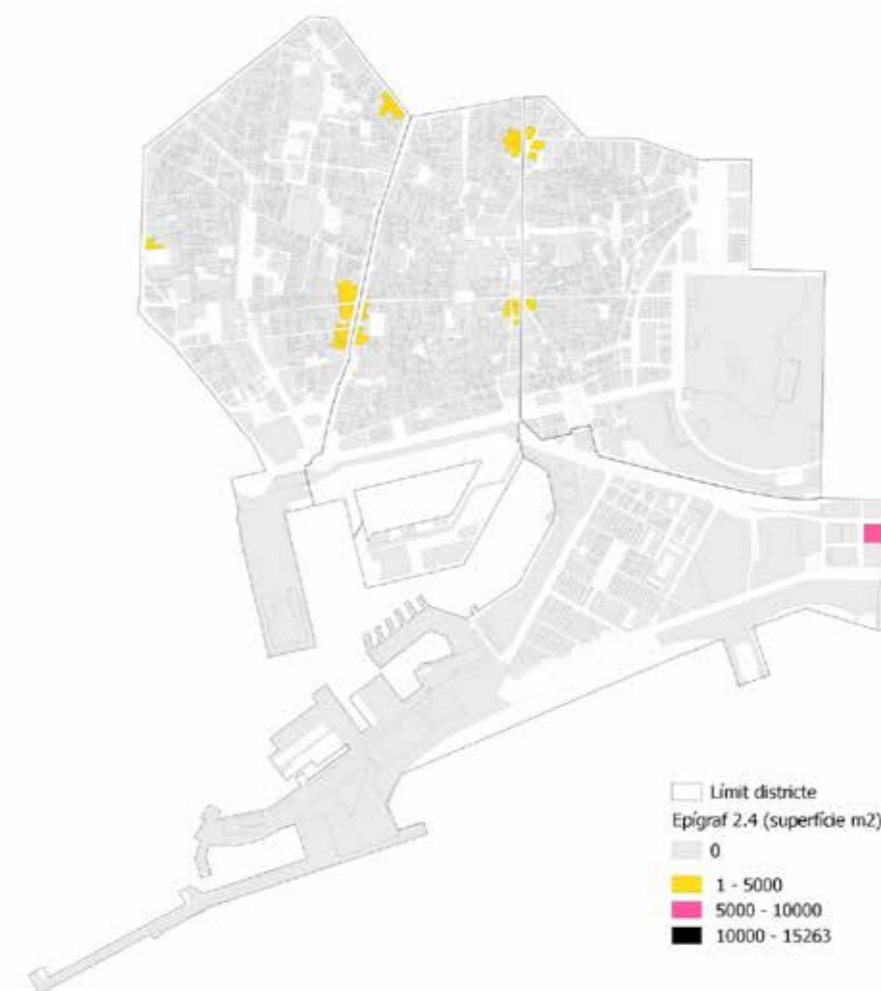 Límit districte
Epígraf 2.4 (superfície m2)
0
1 - 5000
5000 - 10000
10000 - 15263